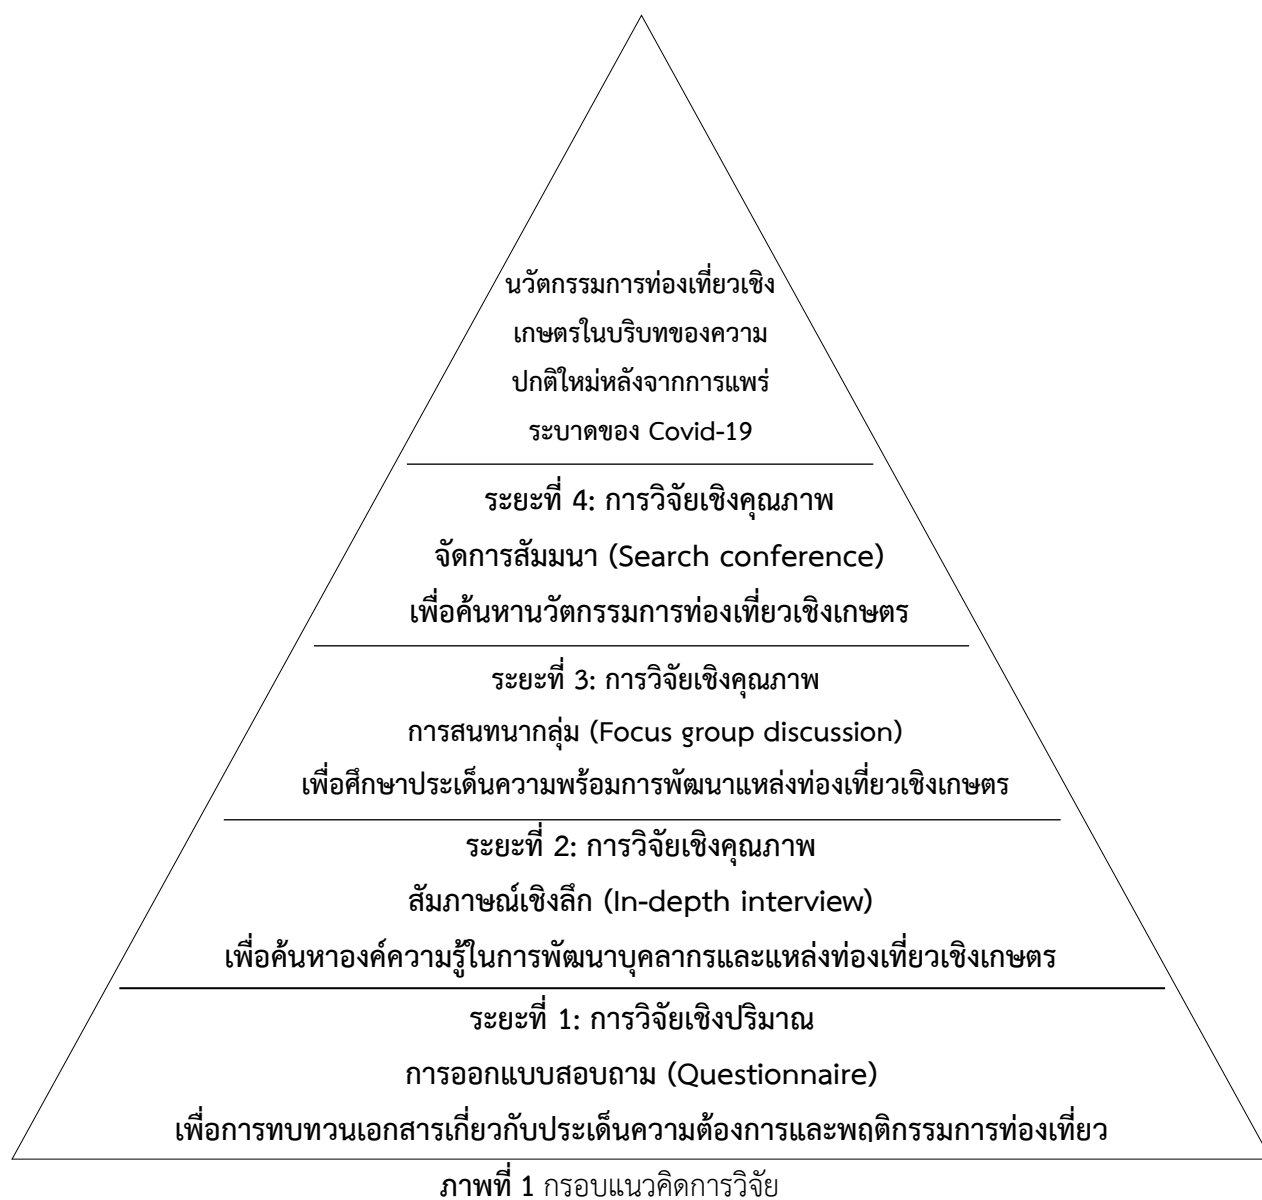 นวัตกรรมการท่องเที่ยวเชิง
เกษตรในบริบทของความ
ปกติใหม่หลังจากการแพร่
ระบาดของ Covid-19
ระยะที่ 4: การวิจัยเชิงคุณภาพ
จัดการสัมมนา (Search conference)
เพื่อค้นหานวัตกรรมการท่องเที่ยวเชิงเกษตร
ระยะที่ 3: การวิจัยเชิงคุณภาพ
การสนทนากลุ่ม (Focus group discussion)
เพื่อศึกษาประเด็นความพร้อมการพัฒนาแหล่งท่องเที่ยวเชิงเกษตร
ระยะที่ 2: การวิจัยเชิงคุณภาพ
สัมภาษณ์เชิงลึก (In-depth interview)
เพื่อค้นหาองค์ความรู้ในการพัฒนาบุคลากรและแหล่งท่องเที่ยวเชิงเกษตร
ระยะที่ 1: การวิจัยเชิงปริมาณ
การออกแบบสอบถาม (Questionnaire)
เพื่อการทบทวนเอกสารเกี่ยวกับประเด็นความต้องการและพฤติกรรมการท่องเที่ยว
ภาพที่ 1 กรอบแนวคิดการวิจัย